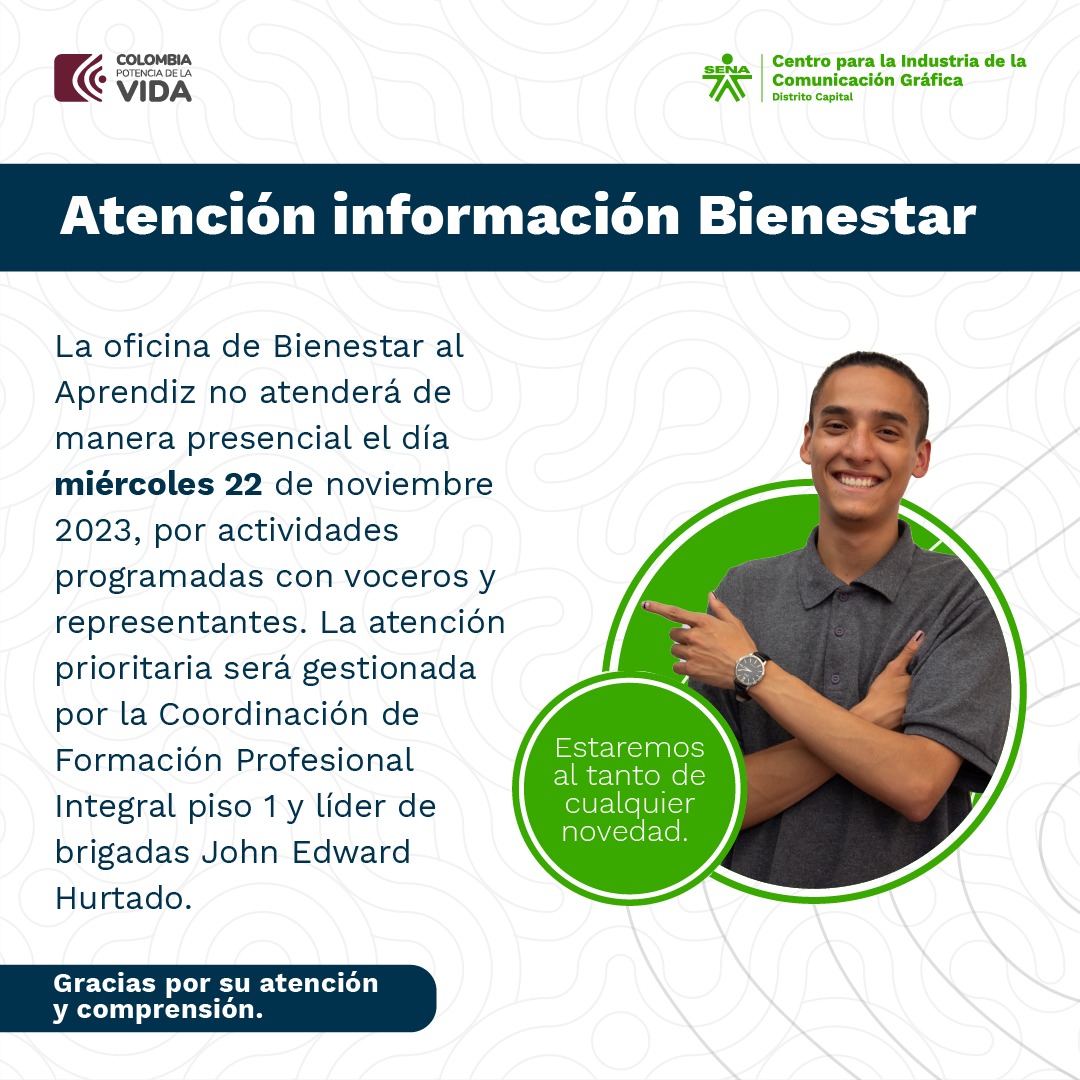 COLOMBIA
POTENCIA DE LA
VIDA
SENA
Centro para la Industria de la
Comunicación Gráfica
Distrito Capital
Atención información Bienestar
La oficina de Bienestar al
Aprendiz no atenderá de
manera presencial el día
miércoles 22 de noviembre
2023, por actividades
programadas con voceros y
representantes. La atención
prioritaria será gestionada
por la Coordinación de
Formación Profesional
Integral piso 1 y líder de
brigadas John Edward
Hurtado.
Estaremos
al tanto de
cualquier
novedad.
Gracias por su atención
y comprensión.